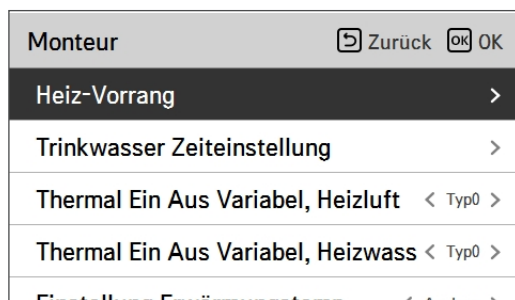 Monteur Zurück OK OK
Heiz-Vorrang >
Trinkwasser Zeiteinstellung >
Thermal Ein Aus Variabel, Heizluft < Typ0 >
Thermal Ein Aus Variabel, Heizwass < Typ0 >